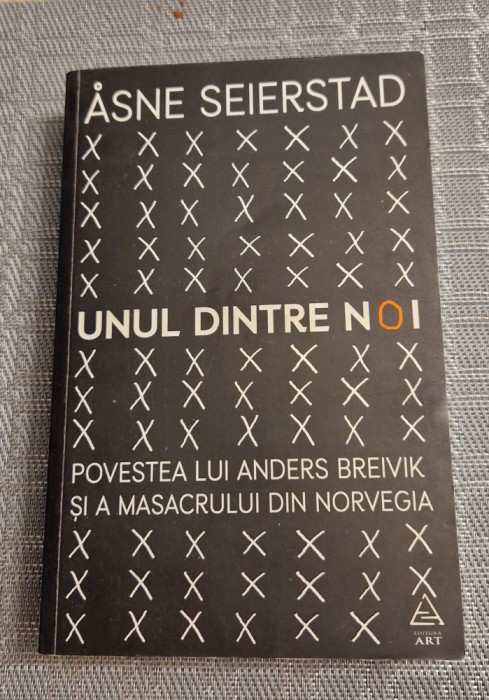 ÅSNE SEIERSTAD
UNUL DINTRE NOI
POVESTEA LUI ANDERS BREIVIK
ȘI A MASACRULUI DIN NORVEGIA
EDITURA
ART